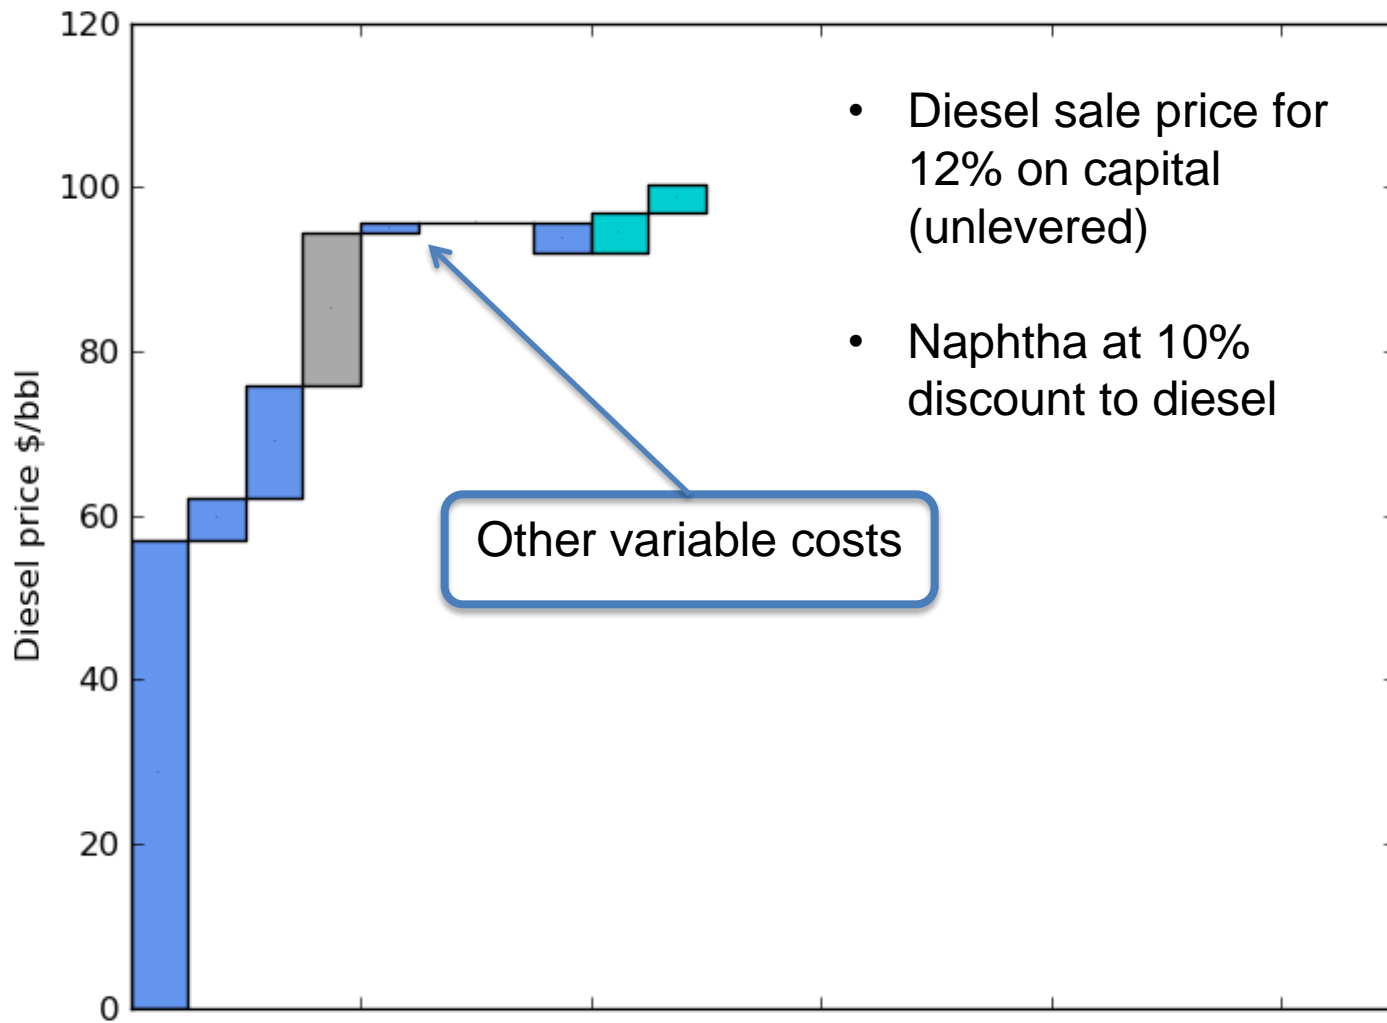 120
100
80
60
40
20
0
Diesel price $/bbl
• Diesel sale price for
12% on capital
(unlevered)
• Naphtha at 10%
discount to diesel
Other variable costs